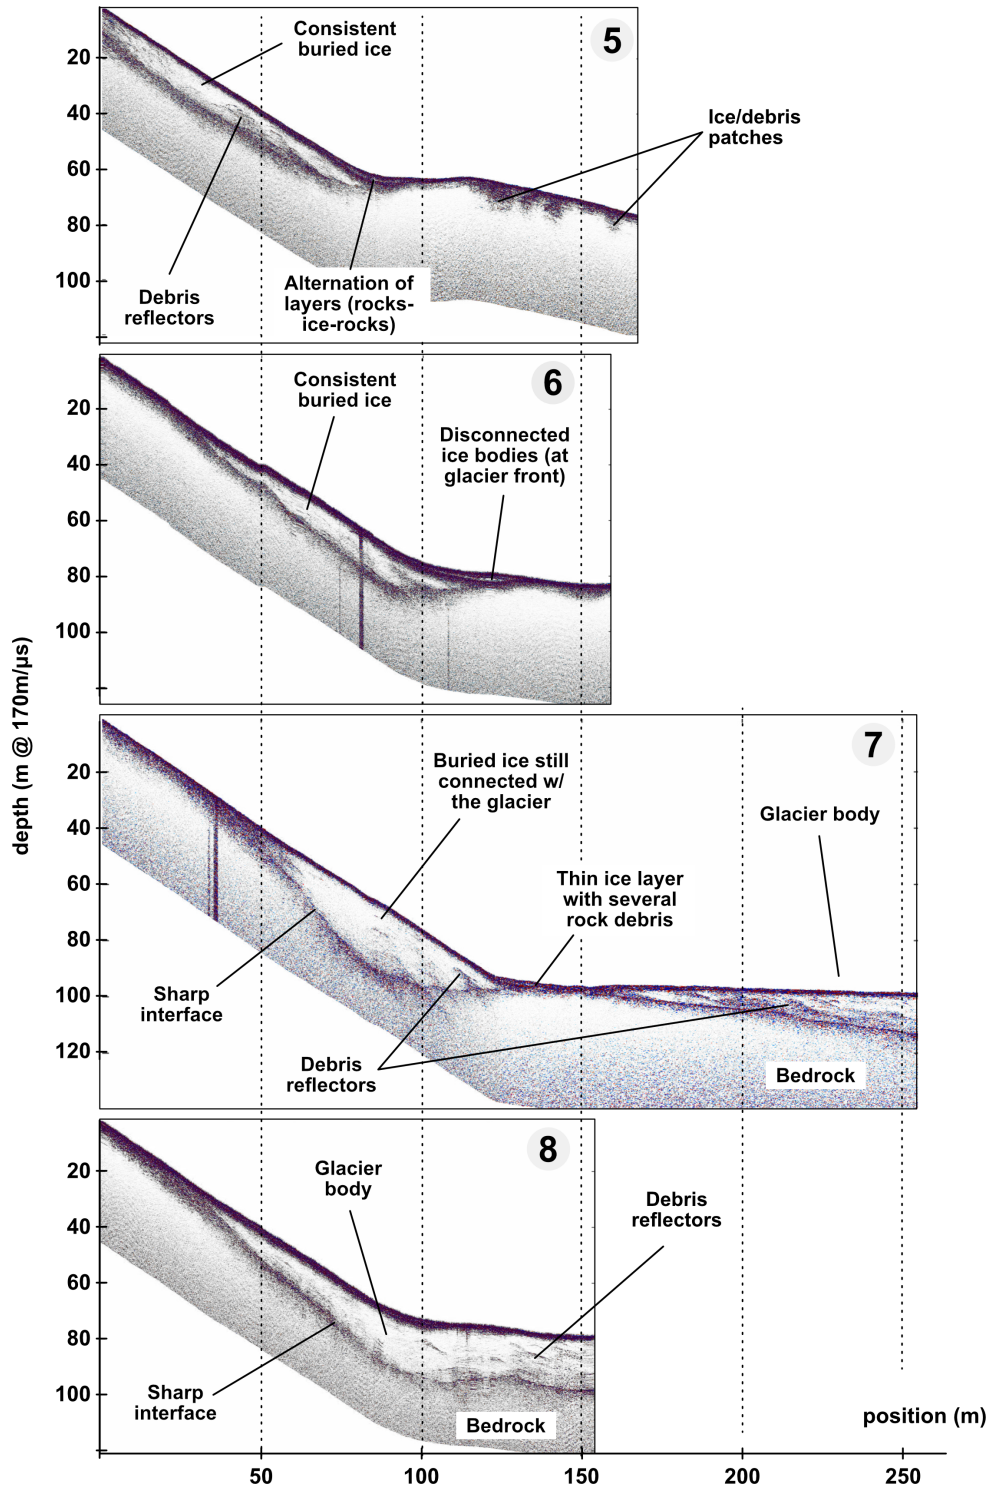 5
Consistent
buried ice
Ice/debris
patches
20
40
60
80
100
Debris
reflectors
Alternation of
layers (rocks-
ice-rocks)
6
Consistent
buried ice
Disconnected
ice bodies (at
glacier front)
20
40
60
80
100
depth (m @ 170m/µs)
7
Buried ice still
connected w/
the glacier
Glacier body
Thin ice layer
with several
rock debris
20
40
60
80
100
120
Sharp
interface
Debris
reflectors
Bedrock
8
Glacier
body
Debris
reflectors
20
40
60
80
100
Sharp
interface
Bedrock
position (m)
50
100
150
200
250